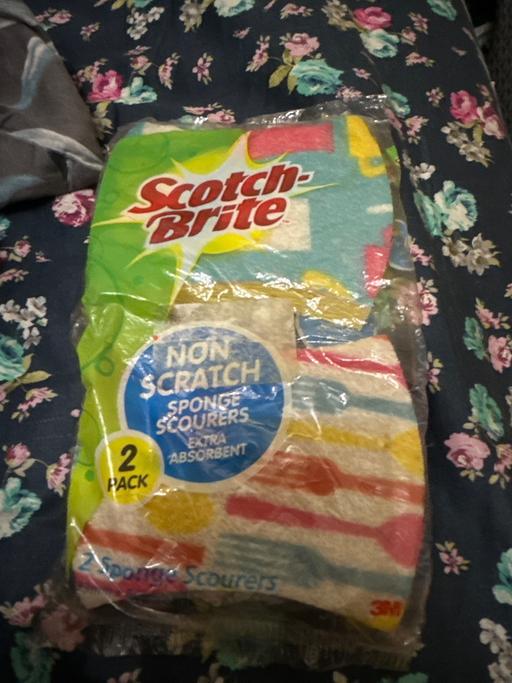 Scotch-
Brite
NON
SCRATCH
SPONGE
SCOURERS
EXTRA
ABSORBENT
2
PACK
2 Sponge Scourers
3M